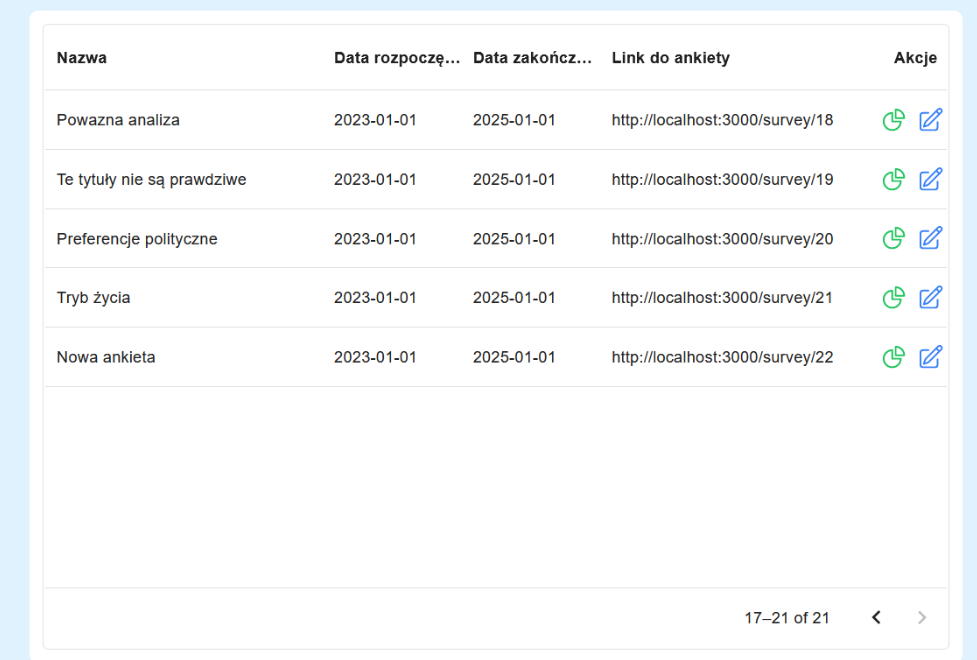 Nazwa Data rozpoczę... Data zakończ... Link do ankiety Akcje
Powazna analiza 2023-01-01 2025-01-01 http://localhost:3000/survey/18
Te tytuły nie są prawdziwe 2023-01-01 2025-01-01 http://localhost:3000/survey/19
Preferencje polityczne 2023-01-01 2025-01-01 http://localhost:3000/survey/20
Tryb życia 2023-01-01 2025-01-01 http://localhost:3000/survey/21
Nowa ankieta 2023-01-01 2025-01-01 http://localhost:3000/survey/22
17–21 of 21